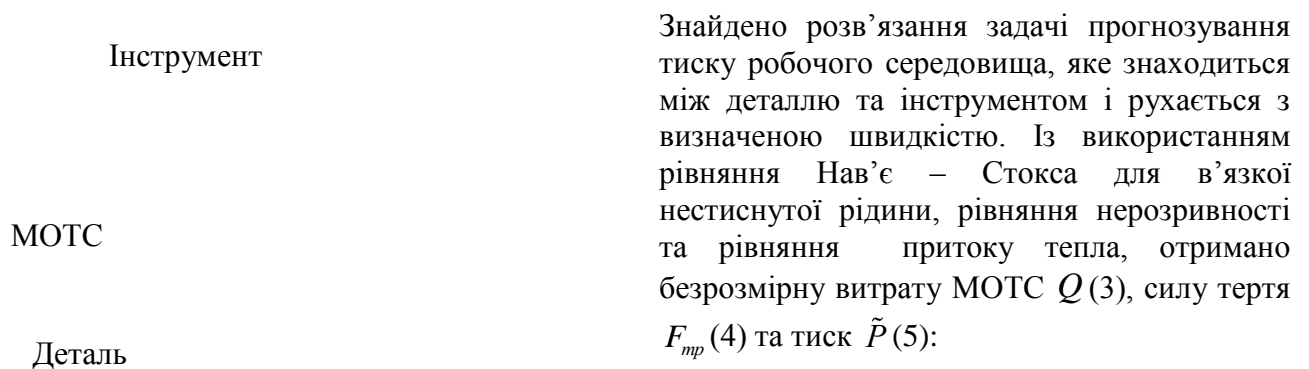 Інструмент
МОТС
Деталь
Знайдено розв’язання задачі прогнозування
тиску робочого середовища, яке знаходиться
між деталлю та інструментом і рухається з
визначеною швидкістю. Із використанням
рівняння Нав’є – Стокса для в’язкої
нестиснутої рідини, рівняння нерозривності
та рівняння притоку тепла, отримано
безрозмірну витрату МОТС Q (3), силу тертя
F_{mp} (4) та тиск P̃ (5):